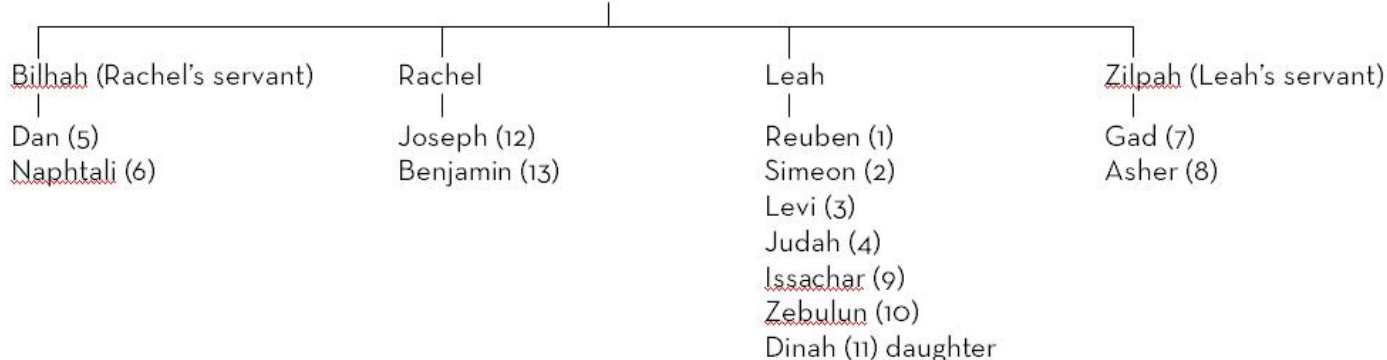 Bilhah (Rachel's servant)
Rachel
Leah
Zilpah (Leah's servant)
Dan (5)
Naphtali (6)
Joseph (12)
Benjamin (13)
Reuben (1)
Simeon (2)
Levi (3)
Judah (4)
Issachar (9)
Zebulun (10)
Dinah (11) daughter
Gad (7)
Asher (8)